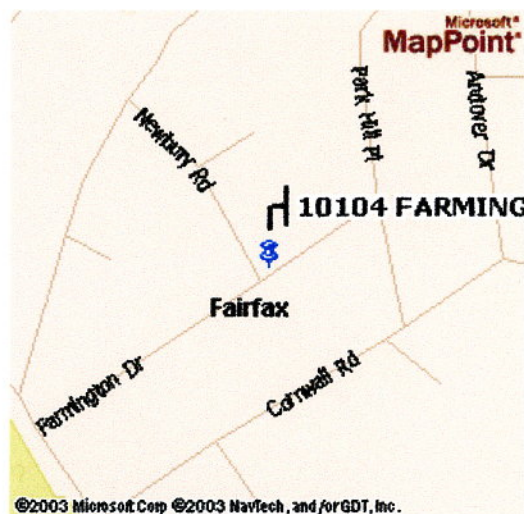 Microsoft®
MapPoint®
Newbury Rd
Park Hill Pl
Andover Dr
10104 FARMING
Fairfax
Farmington Dr
Cornwall Rd
©2003 Microsoft Corp ©2003 NavTech, and/or GDT, Inc.